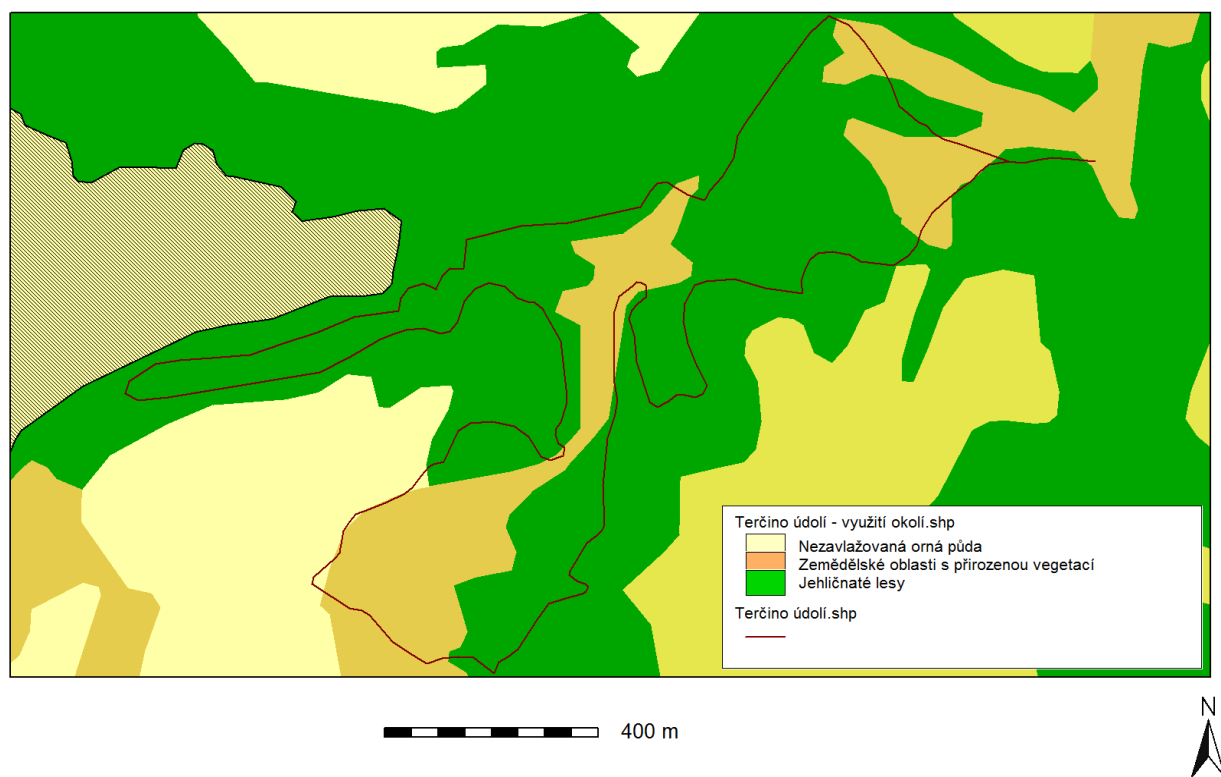 Terčino údolí - využití okolí.shp
Nezavlažovaná orná půda
Zemědělské oblasti s přirozenou vegetací
Jehličnaté lesy
Terčino údolí.shp
400 m
N